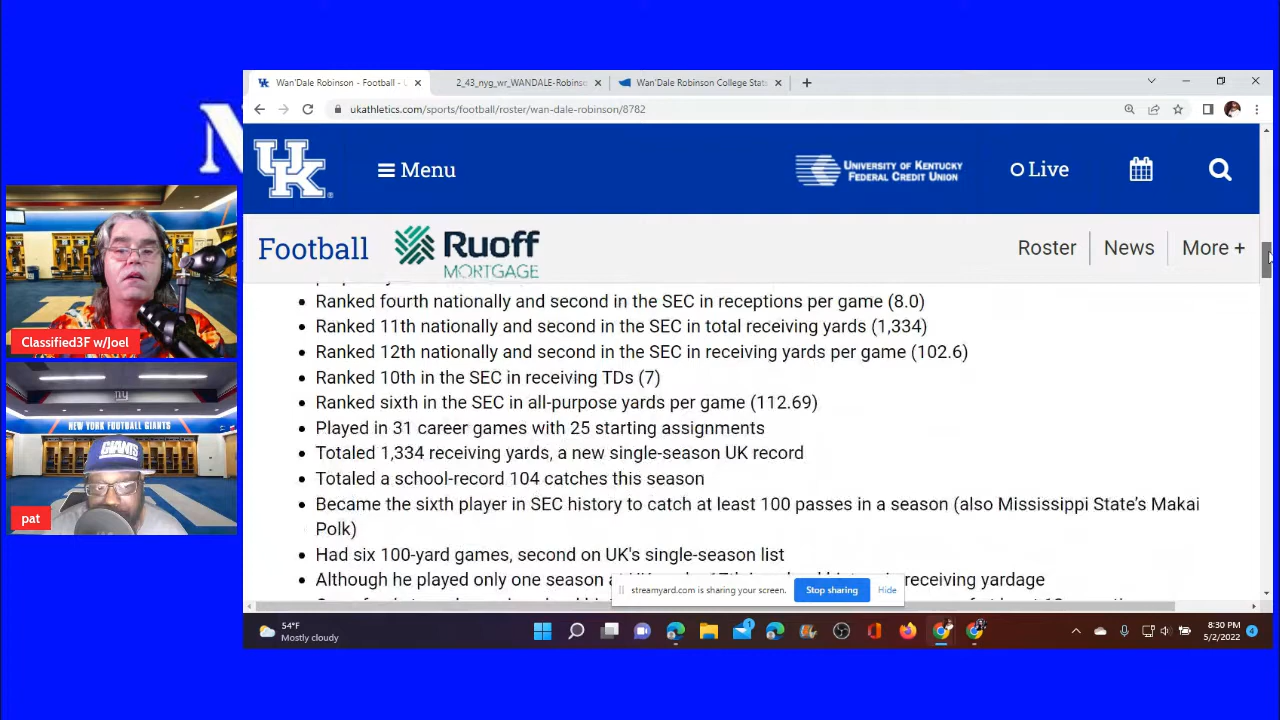 N
Wan'Dale Robinson - Football -
2_43_nyg_wr_WANDALE-Robins
Wan'Dale Robinson College Stats
ukathletics.com/sports/football/roster/wan-dale-robinson/8782
UK
Menu
UNIVERSITY OF KENTUCKY
FEDERAL CREDIT UNION
Live
Football
Ruoff
MORTGAGE
Roster
News
More +
Ranked fourth nationally and second in the SEC in receptions per game (8.0)
Ranked 11th nationally and second in the SEC in total receiving yards (1,334)
Ranked 12th nationally and second in the SEC in receiving yards per game (102.6)
Ranked 10th in the SEC in receiving TDs (7)
Ranked sixth in the SEC in all-purpose yards per game (112.69)
Played in 31 career games with 25 starting assignments
Totaled 1,334 receiving yards, a new single-season UK record
Totaled a school-record 104 catches this season
Became the sixth player in SEC history to catch at least 100 passes in a season (also Mississippi State's Makai
Polk)
Had six 100-yard games, second on UK's single-season list
Although he played only one season receiving yardage
streamyard.com is sharing your screen.
Stop sharing
Hide
Classified3F w/Joel
NEW YORK FOOTBALL GIANTS
GIANTS
pat
54°F
Mostly cloudy
8:30 PM
5/2/2022
4